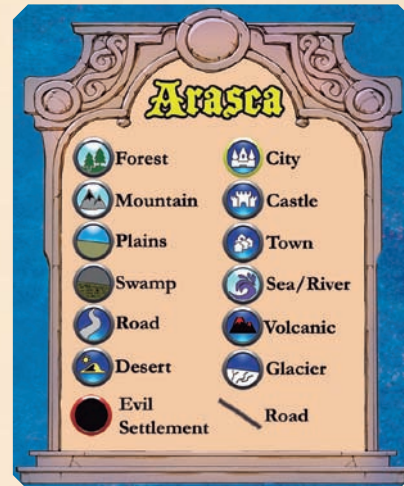 Arasca
Forest
Mountain
Plains
Swamp
Road
Desert
Evil
Settlement
City
Castle
Town
Sea/River
Volcanic
Glacier
Road